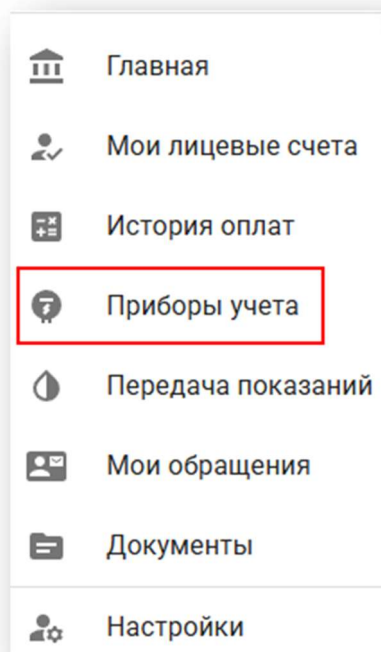 Главная
Мои лицевые счета
История оплат
Приборы учета
Передача показаний
Мои обращения
Документы
Настройки